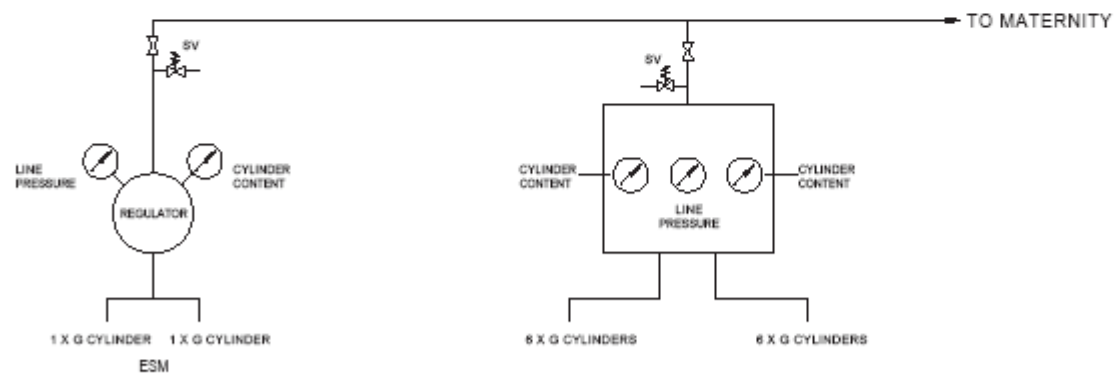 TO MATERNITY
SV
SV
LINE
PRESSURE
CYLINDER
CONTENT
REGULATOR
CYLINDER
CONTENT
CYLINDER
CONTENT
LINE
PRESSURE
1 X G CYLINDER
1 X G CYLINDER
ESM
6 X G CYLINDERS
6 X G CYLINDERS